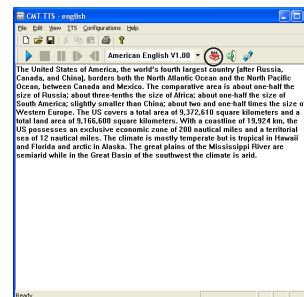 CMT TTS - english
File Edit View TTS Configurations Help
American English V1.00
The United States of America, the world's fourth largest country (after Russia,
Canada, and China), borders both the North Atlantic Ocean and the North Pacific
Ocean, between Canada and Mexico. The comparative area is about one-half the
size of Russia; about three-tenths the size of Africa; about one-half the size of
South America; slightly smaller than China; about two and one-half times the size o
Western Europe. The US covers a total area of 9,372,610 square kilometers and a
total land area of 9,166,600 square kilometers. With a coastline of 19,924 km, the
US possesses an exclusive economic zone of 200 nautical miles and a territorial
sea of 12 nautical miles. The climate is mostly temperate but is tropical in Hawaii
and Florida and arctic in Alaska. The great plains of the Mississippi River are
semiarid while in the Great Basin of the southwest the climate is arid.
Ready